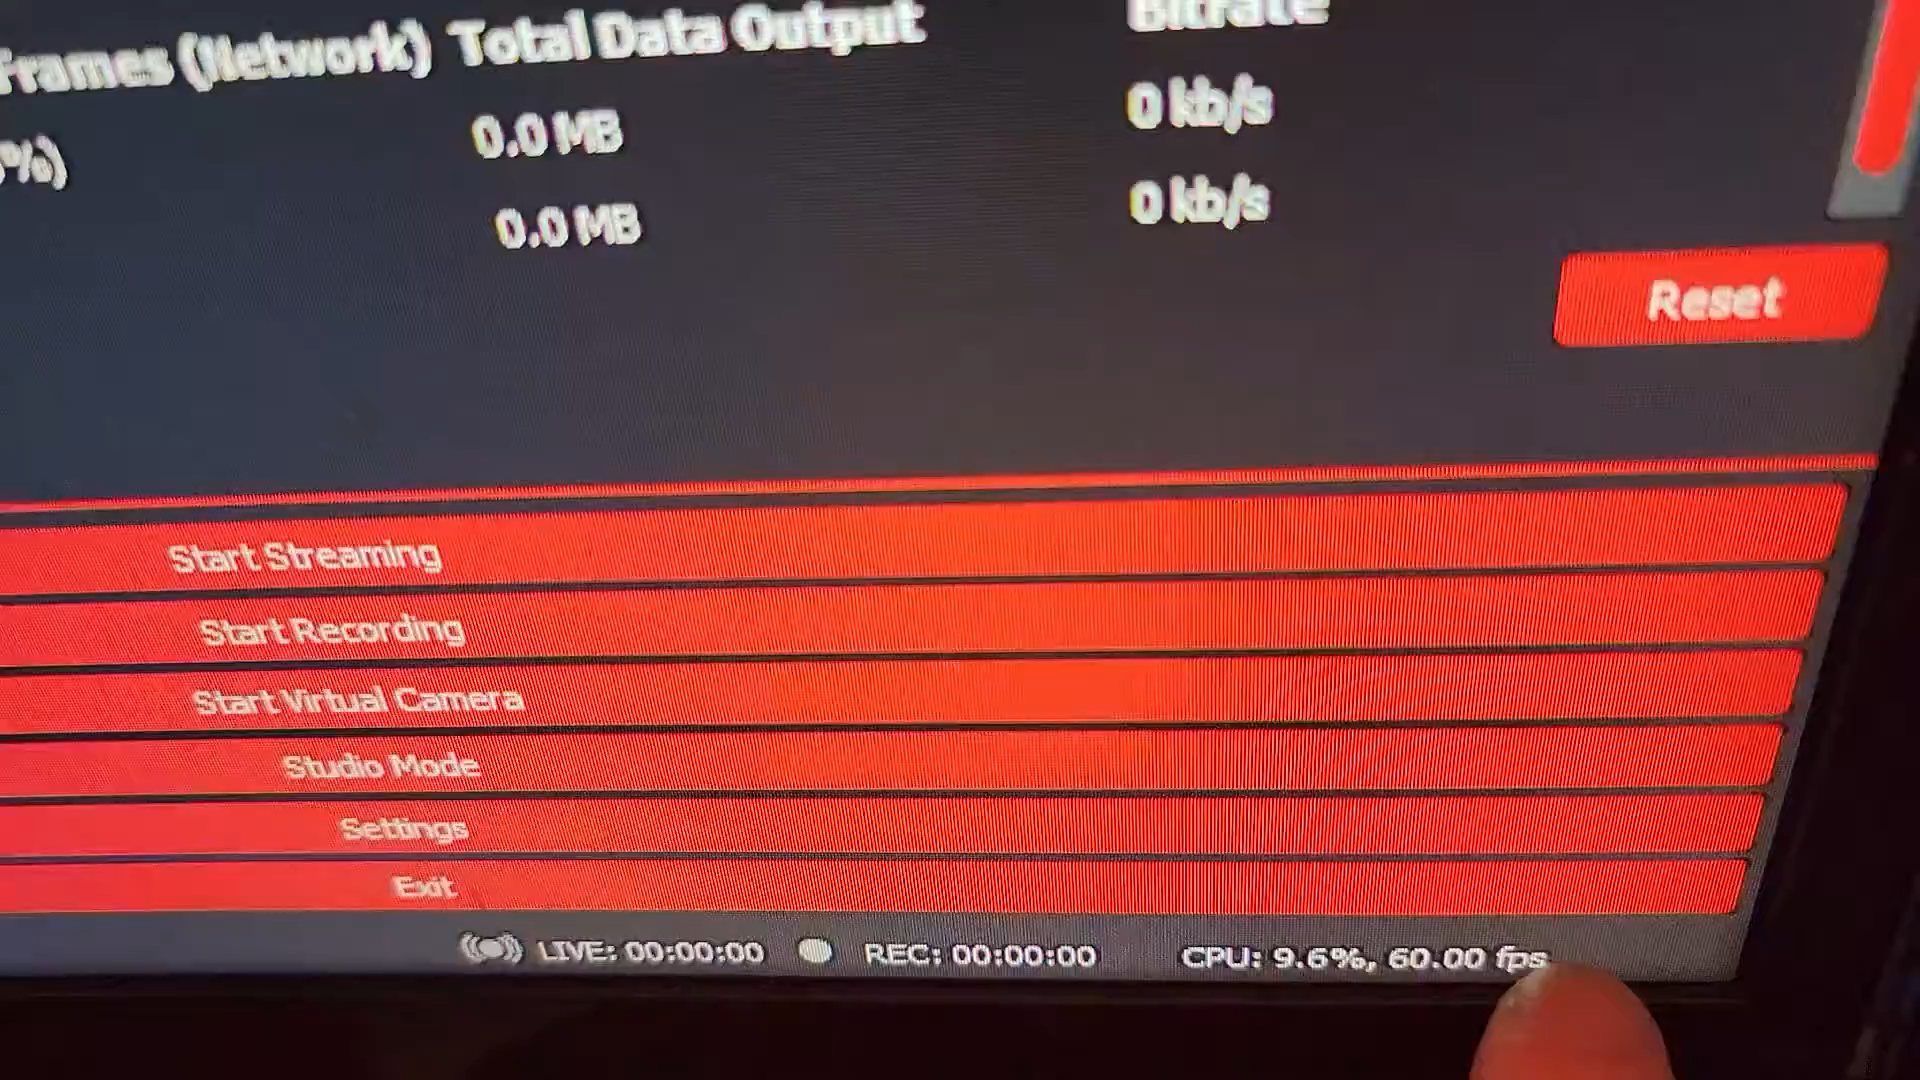 Frames (Network) Total Data Output Bitrate
%) 0.0 MB 0 kb/s
0.0 MB 0 kb/s
Reset
Start Streaming
Start Recording
Start Virtual Camera
Studio Mode
Settings
Exit
LIVE: 00:00:00 REC: 00:00:00 CPU: 9.6%, 60.00 fps